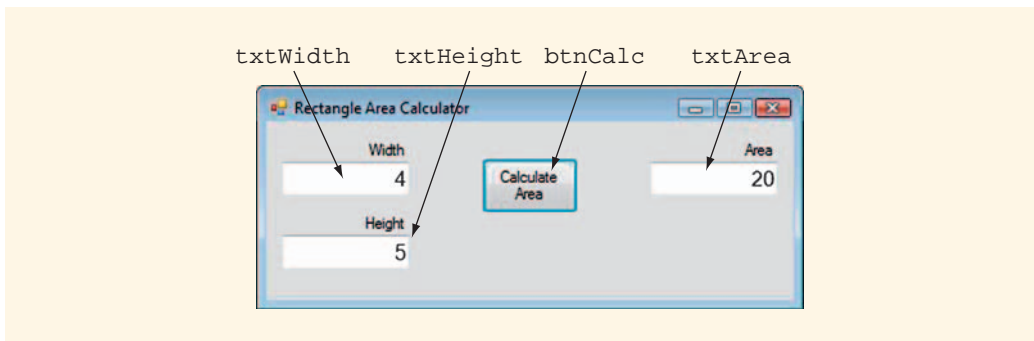 txtWidth txtHeight btnCalc txtArea
Rectangle Area Calculator
Width
4
Calculate
Area
Area
20
Height
5